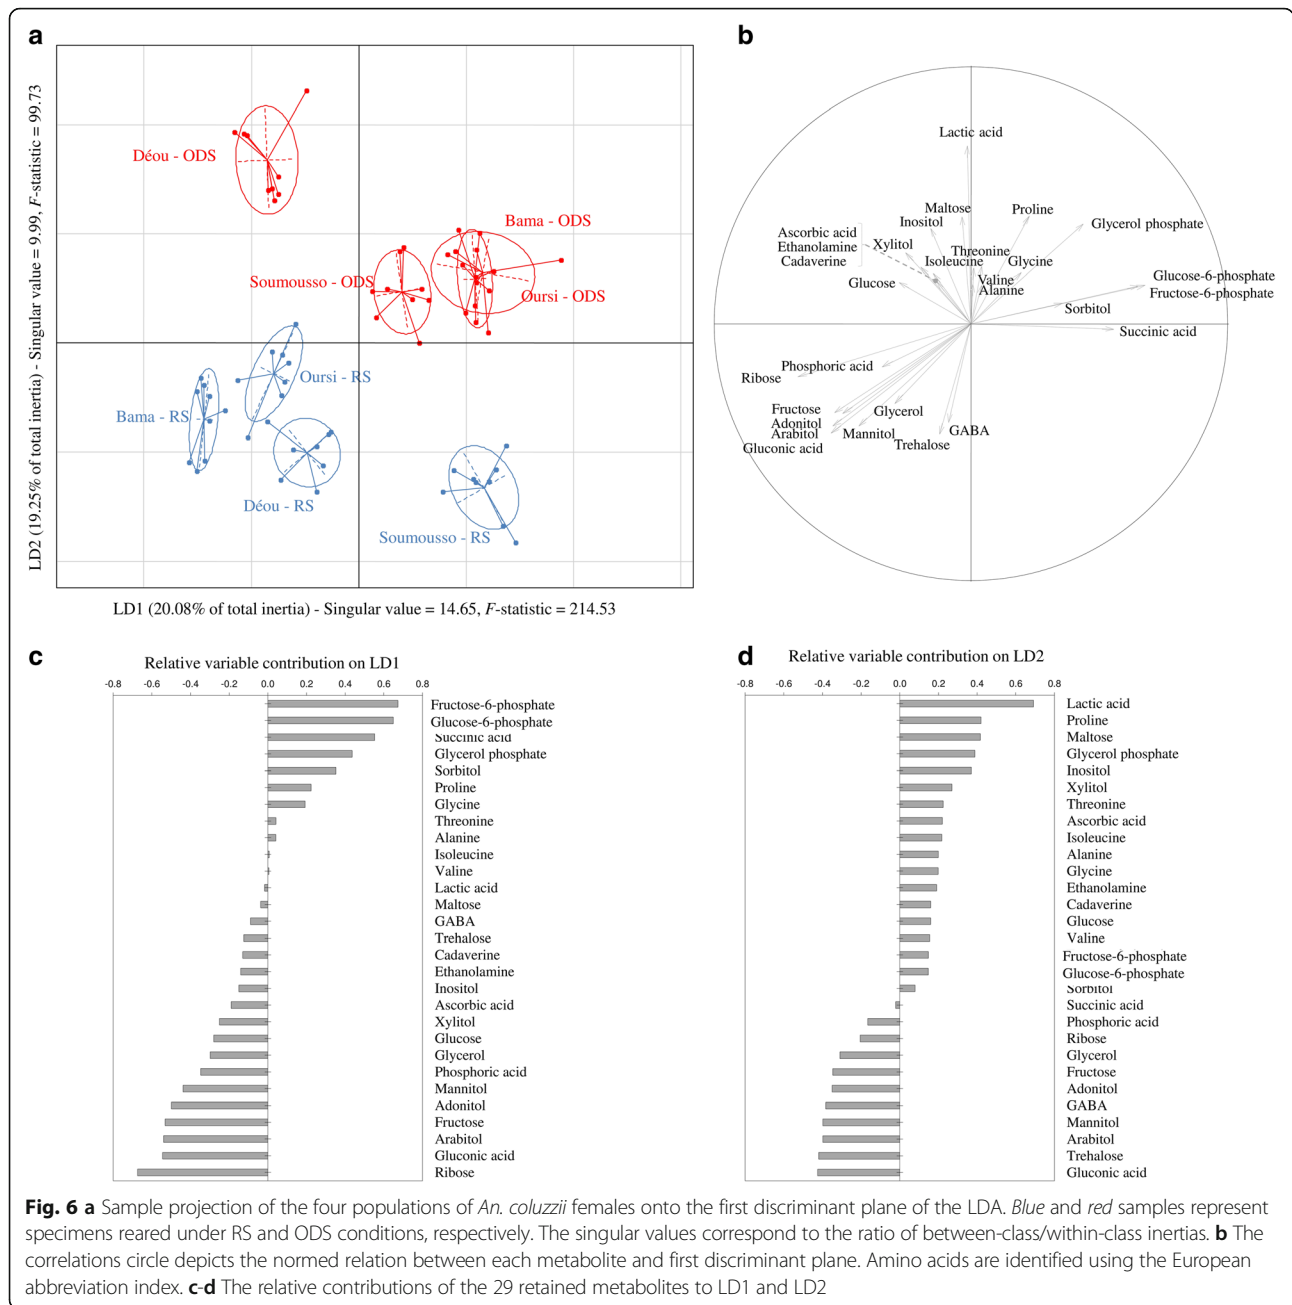 a
Déou - ODS
Bama - ODS
Soumousso - ODS
Oursi - ODS
Oursi - RS
Bama - RS
Déou - RS
Soumousso - RS
LD2 (19.25% of total inertia) - Singular value = 9.99, F-statistic = 99.73
LD1 (20.08% of total inertia) - Singular value = 14.65, F-statistic = 214.53
b
Lactic acid
Maltose
Proline
Inositol
Glycerol phosphate
Ascorbic acid
Ethanolamine
Cadaverine
Xylitol
Threonine
Isoleucine
Glycine
Glucose
Valine
Alanine
Glucose-6-phosphate
Fructose-6-phosphate
Sorbitol
Succinic acid
Phosphoric acid
Ribose
Fructose
Adonitol
Arabitol
Gluconic acid
Glycerol
Mannitol
Trehalose
GABA
c
Relative variable contribution on LD1
-0.8 -0.6 -0.4 -0.2 0.0 0.2 0.4 0.6 0.8
Fructose-6-phosphate
Glucose-6-phosphate
Succinic acid
Glycerol phosphate
Sorbitol
Proline
Glycine
Threonine
Alanine
Isoleucine
Valine
Lactic acid
Maltose
GABA
Trehalose
Cadaverine
Ethanolamine
Inositol
Ascorbic acid
Xylitol
Glucose
Glycerol
Phosphoric acid
Mannitol
Adonitol
Fructose
Arabitol
Gluconic acid
Ribose
d
Relative variable contribution on LD2
-0.8 -0.6 -0.4 -0.2 0.0 0.2 0.4 0.6 0.8
Lactic acid
Proline
Maltose
Glycerol phosphate
Inositol
Xylitol
Threonine
Ascorbic acid
Isoleucine
Alanine
Glycine
Ethanolamine
Cadaverine
Glucose
Valine
Fructose-6-phosphate
Glucose-6-phosphate
Sorbitol
Succinic acid
Phosphoric acid
Ribose
Glycerol
Fructose
Adonitol
GABA
Mannitol
Arabitol
Trehalose
Gluconic acid
Fig. 6 a Sample projection of the four populations of An. coluzzii females onto the first discriminant plane of the LDA. Blue and red samples represent
specimens reared under RS and ODS conditions, respectively. The singular values correspond to the ratio of between-class/within-class inertias. b The
correlations circle depicts the normed relation between each metabolite and first discriminant plane. Amino acids are identified using the European
abbreviation index. c-d The relative contributions of the 29 retained metabolites to LD1 and LD2